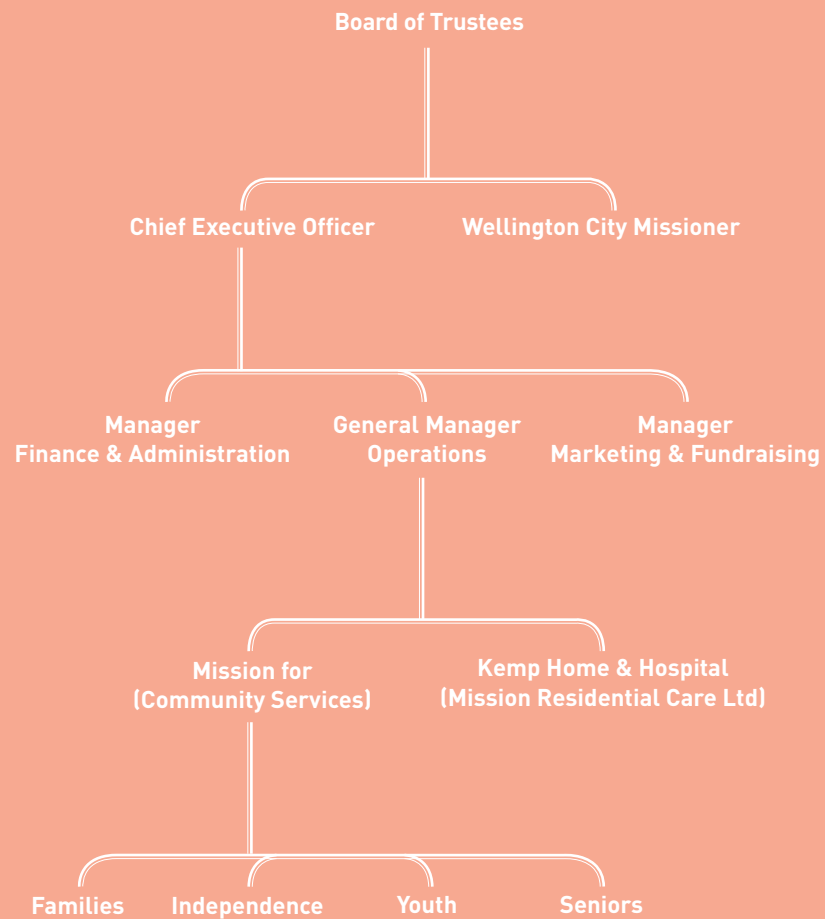 Board of Trustees
Chief Executive Officer
Wellington City Missioner
Manager
Finance & Administration
General Manager
Operations
Manager
Marketing & Fundraising
Mission for
(Community Services)
Kemp Home & Hospital
(Mission Residential Care Ltd)
Families
Independence
Youth
Seniors